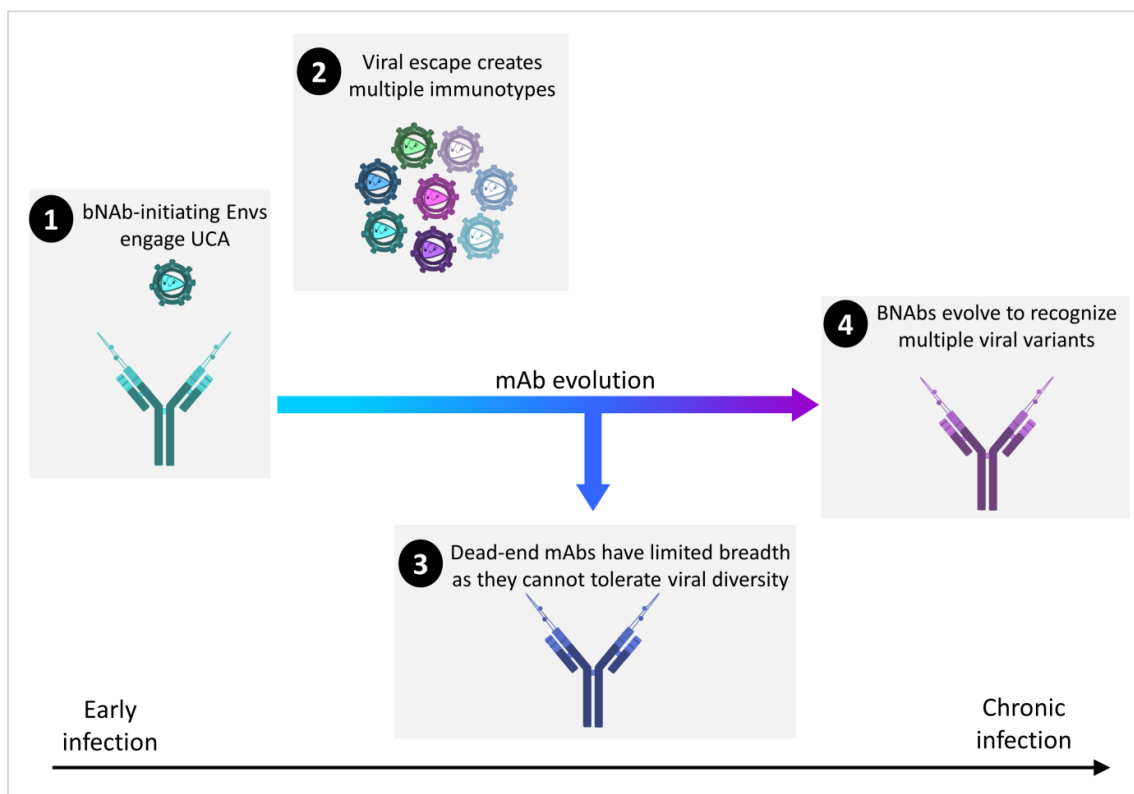 1
bNAb-initiating Envs
engage UCA
2
Viral escape creates
multiple immunotypes
mAb evolution
3
Dead-end mAbs have limited breadth
as they cannot tolerate viral diversity
4
BNAbs evolve to recognize
multiple viral variants
Early
infection
Chronic
infection